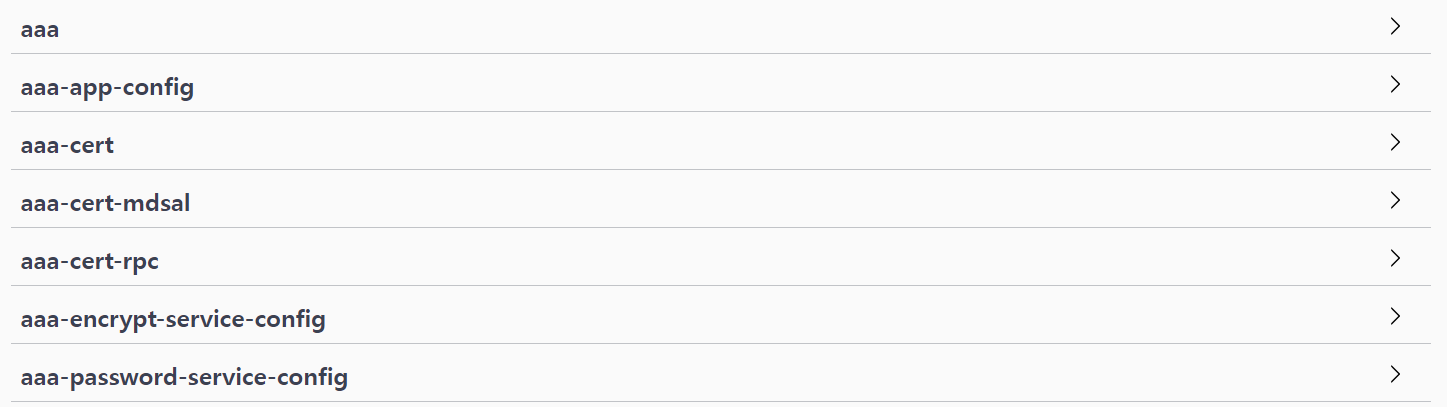 aaa
aaa-app-config
aaa-cert
aaa-cert-mdsal
aaa-cert-rpc
aaa-encrypt-service-config
aaa-password-service-config